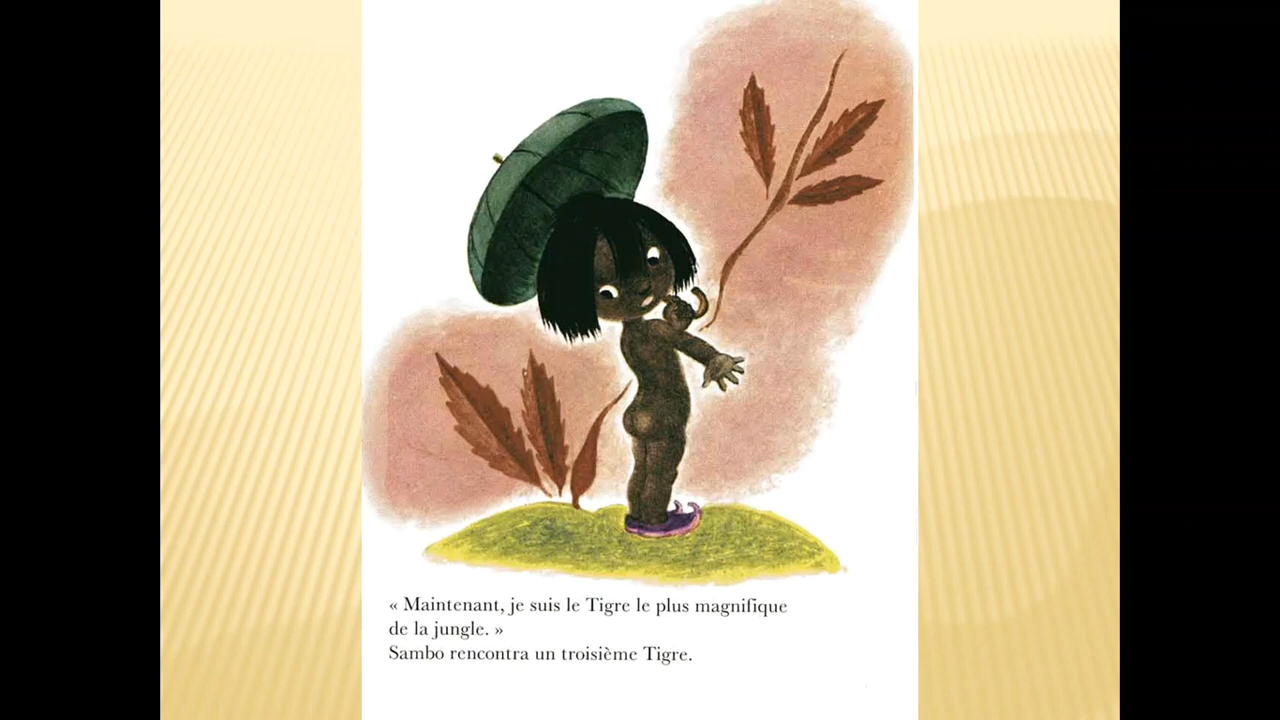 « Maintenant, je suis le Tigre le plus magnifique
de la jungle. »
Sambo rencontra un troisième Tigre.